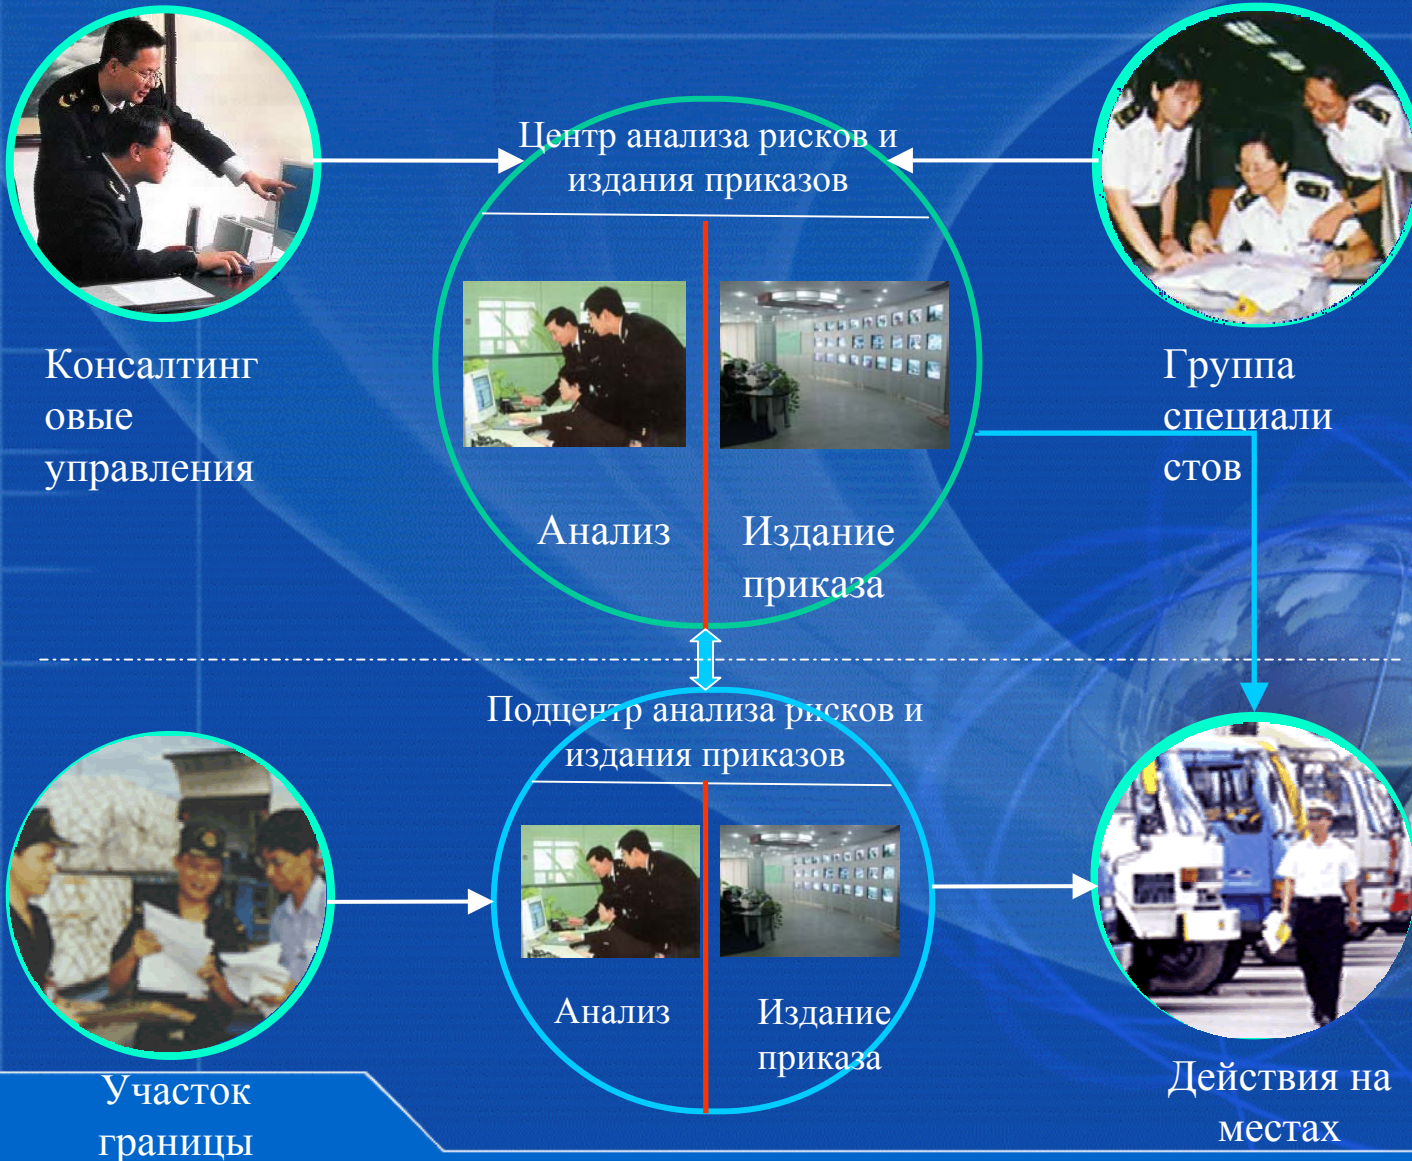 Центр анализа рисков и
издания приказов
Консалтинг
овые
управления
Группа
специали
стов
Анализ
Издание
приказа
Подцентр анализа рисков и
издания приказов
Анализ
Издание
приказа
Участок
границы
Действия на
местах